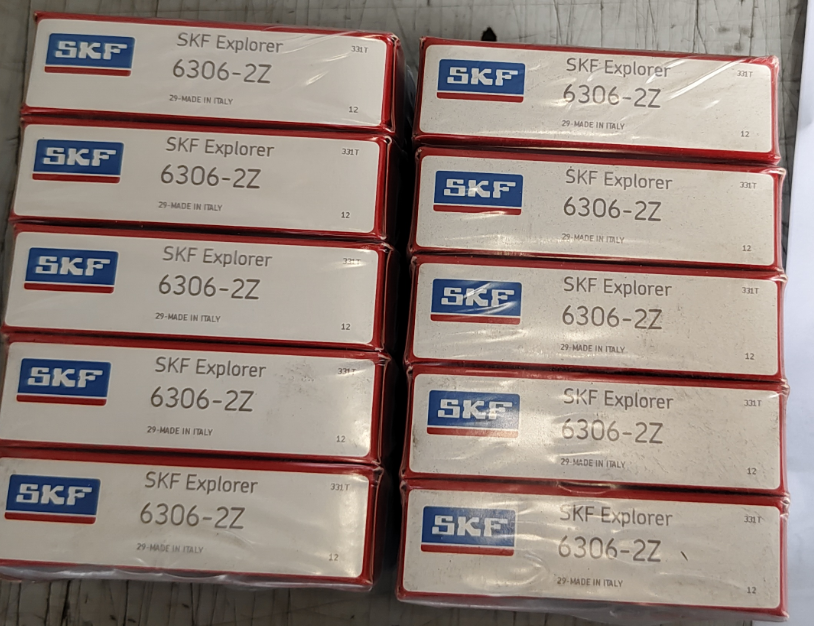 SKF
SKF Explorer
331T
6306-2Z
29-MADE IN ITALY
12
SKF
SKF Explorer
331T
6306-2Z
29-MADE IN ITALY
12
SKF
SKF Explorer
331T
6306-2Z
29-MADE IN ITALY
12
SKF
SKF Explorer
331T
6306-2Z
29-MADE IN ITALY
12
SKF
SKF Explorer
331T
6306-2Z
29-MADE IN ITALY
12
SKF
SKF Explorer
331T
6306-2Z
29-MADE IN ITALY
12
SKF
SKF Explorer
331T
6306-2Z
29-MADE IN ITALY
12
SKF
SKF Explorer
331T
6306-2Z
29-MADE IN ITALY
12
SKF
SKF Explorer
331T
6306-2Z
29-MADE IN ITALY
12
SKF
SKF Explorer
331T
6306-2Z
29-MADE IN ITALY
12